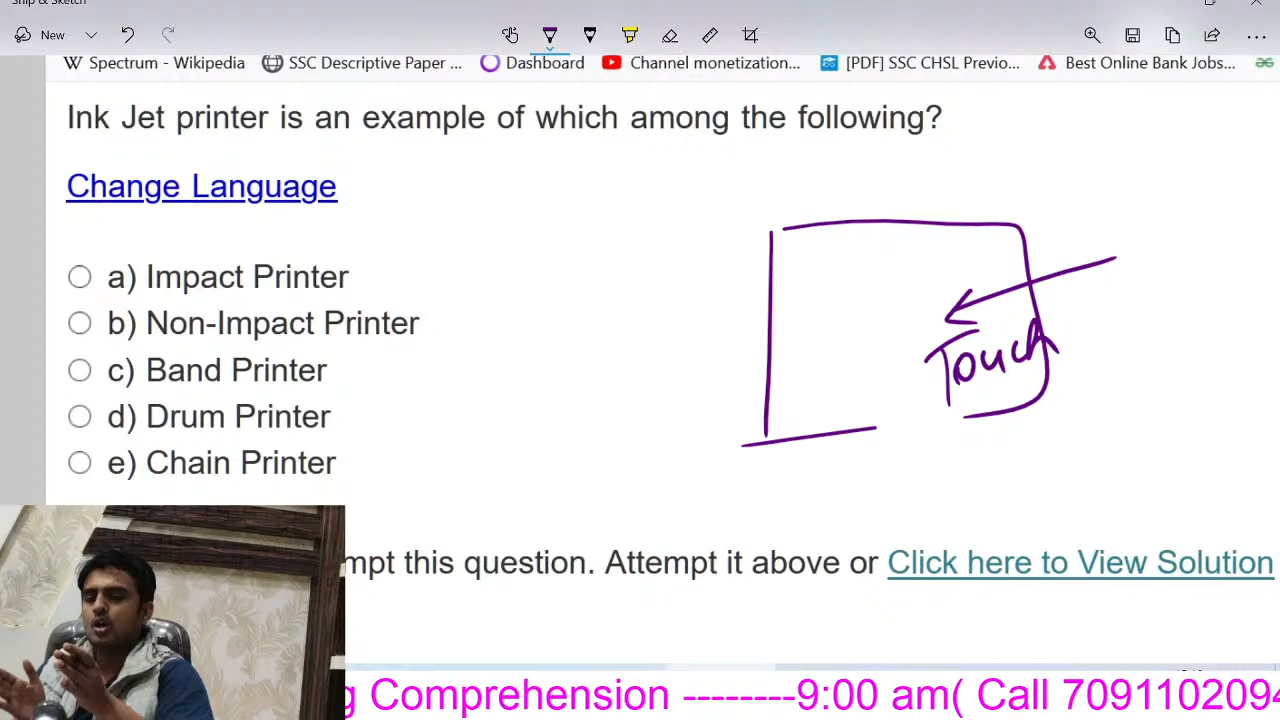 Snip & Sketch
New
W Spectrum - Wikipedia SSC Descriptive Paper ... Dashboard Channel monetization... [PDF] SSC CHSL Previo... Best Online Bank Jobs...
Ink Jet printer is an example of which among the following?
Change Language
a) Impact Printer
b) Non-Impact Printer
c) Band Printer
d) Drum Printer
e) Chain Printer
Touch
mpt this question. Attempt it above or Click here to View Solution
g Comprehension --------9:00 am( Call 7091102094